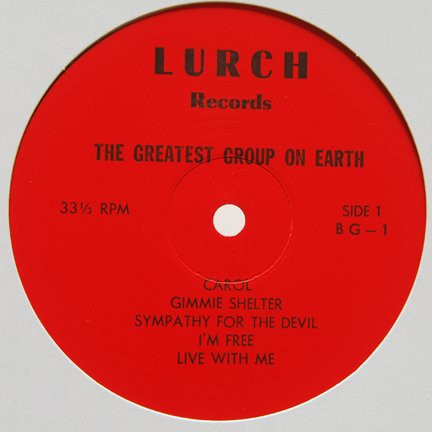 LURCH
Records
THE GREATEST GROUP ON EARTH
33⅓ RPM
SIDE 1
BG-1
CAROL
GIMMIE SHELTER
SYMPATHY FOR THE DEVIL
I'M FREE
LIVE WITH ME